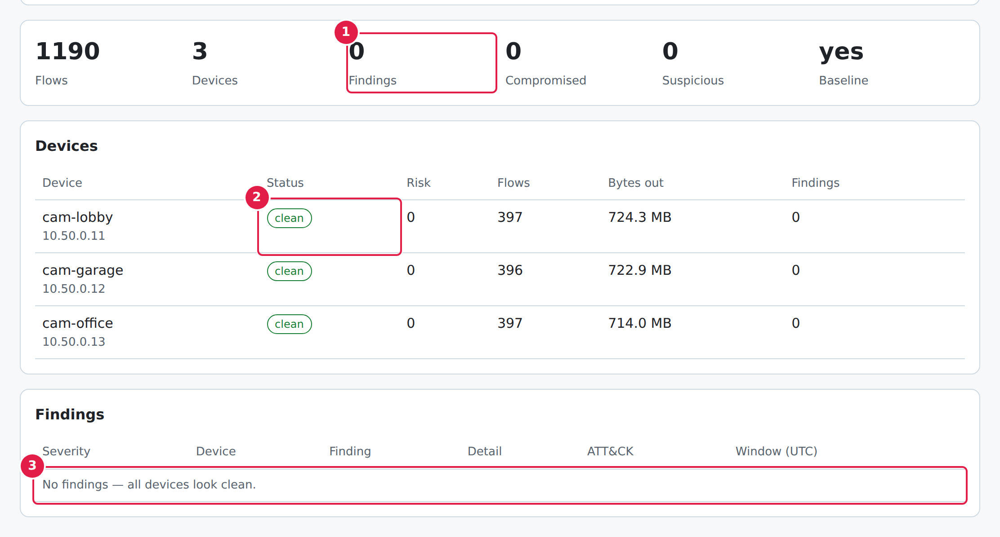 1
1190 3 0 0 0 yes
Flows Devices Findings Compromised Suspicious Baseline
Devices
Device Status Risk Flows Bytes out Findings
2
cam-lobby clean 0 397 724.3 MB 0
10.50.0.11
cam-garage clean 0 396 722.9 MB 0
10.50.0.12
cam-office clean 0 397 714.0 MB 0
10.50.0.13
Findings
Severity Device Finding Detail ATT&CK Window (UTC)
3
No findings — all devices look clean.